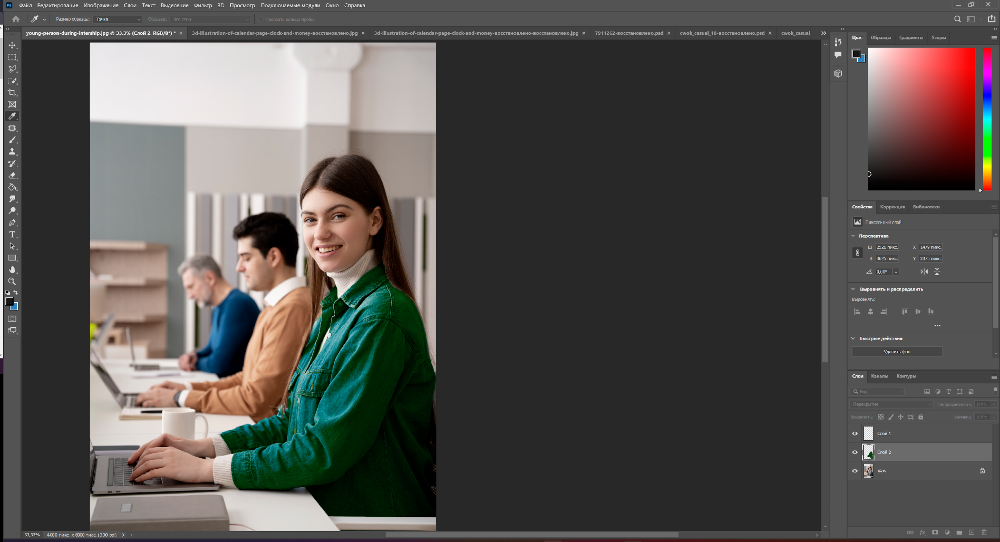 Ps Файл Редактирование Изображение Слои Текст Выделение Фильтр 3D Просмотр Подключаемые модули Окно Справка
Размер образца: Точка Образец: Все слои Показать кольцо пробы
young-person-during-intership.jpg @ 33,3% (Слой 2, RGB/8*) * 3d-illustration-of-calendar-page-clock-and-money-восстановлено.jpg 3d-illustration-of-calendar-page-clock-and-money-восстановлено-восстановлено.jpg 7911262-восстановлено.psd cwok_casual_10-восстановлено.psd cwok_casual
Цвет Образцы Градиенты Узоры
Свойства Коррекция Библиотеки
Пиксельный слой
Перспектива
Ш 2521 пикс. X 1479 пикс.
В 3625 пикс. Y 2375 пикс.
0,00°
Выровнять и распределить
Выровнять:
Быстрые действия
Удалить фон
Слои Каналы Контуры
Вид
Перекрытие Непрозрачность: 100%
Закрепить: Заливка: 100%
Слой 1
Слой 2
Фон
33,33% 4000 пикс. x 6000 пикс. (300 ppi)